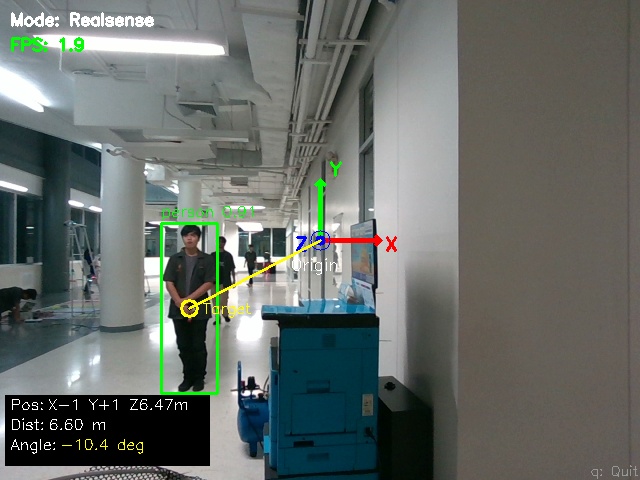 Mode: Realsense
FPS: 1.9
Y
person 0.91
Z
X
Origin
Target
Pos: X-1 Y+1 Z6.47m
Dist: 6.60 m
Angle: -10.4 deg
q: Quit